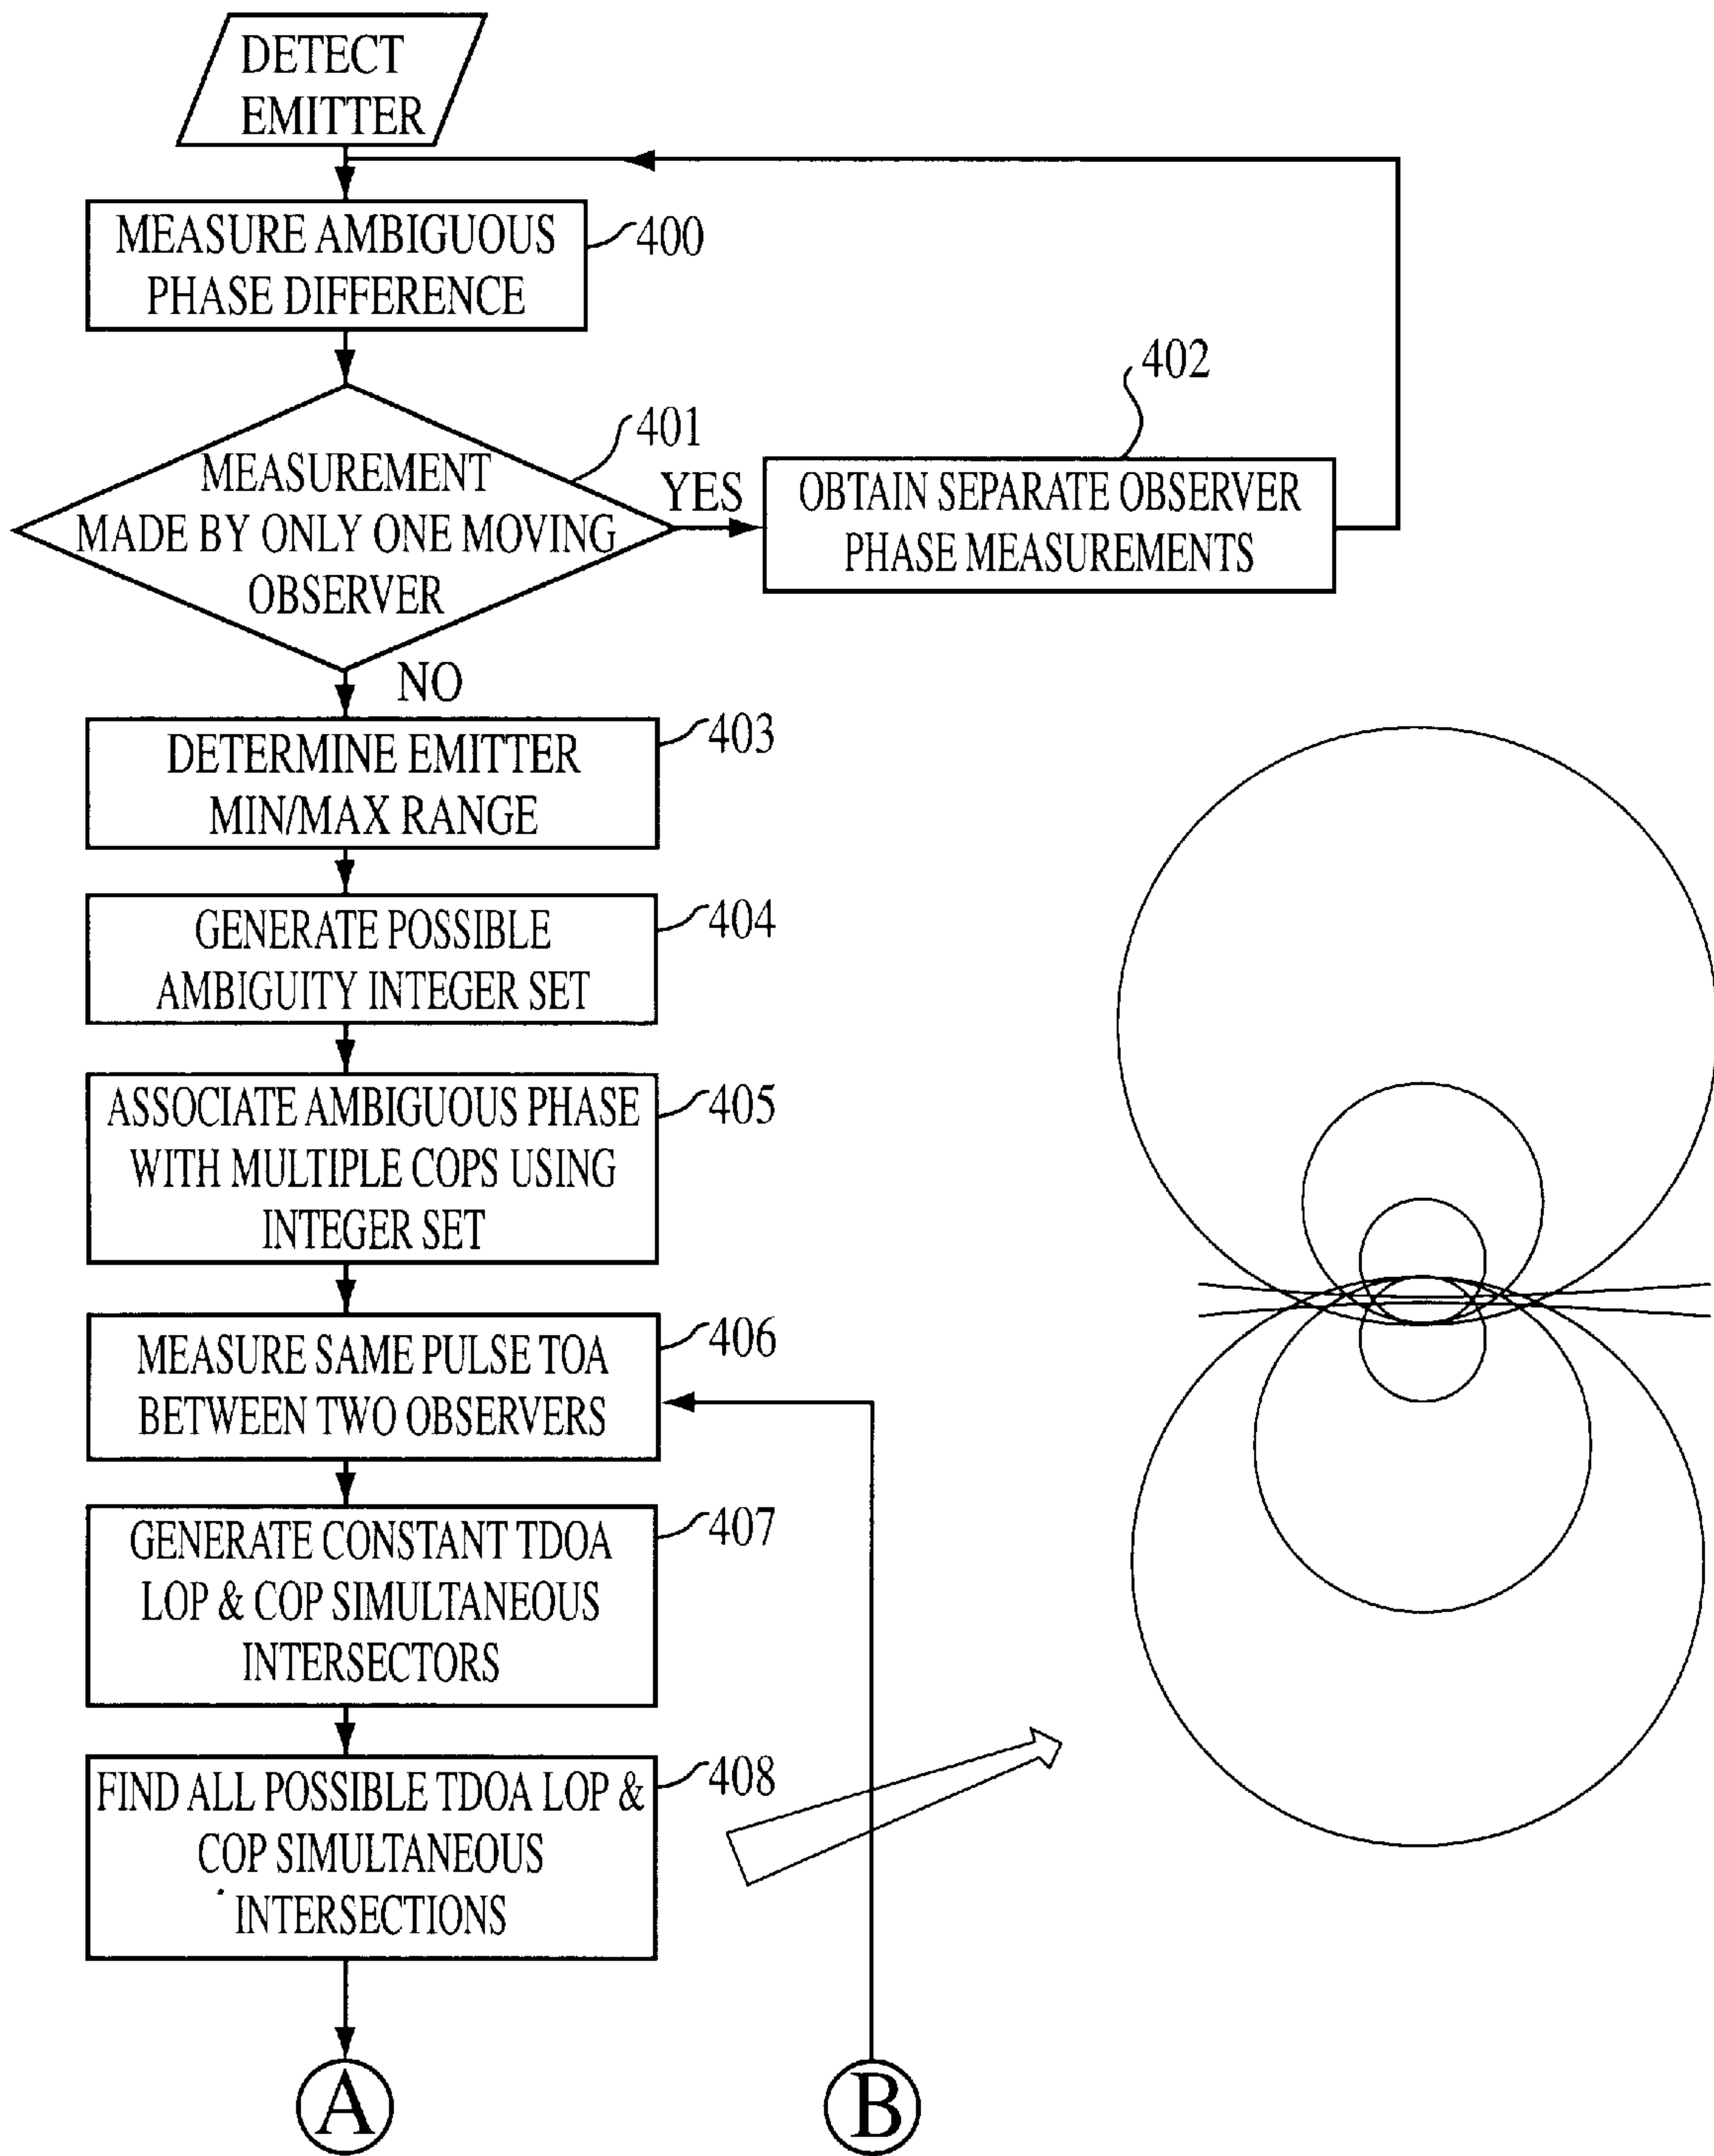 DETECT
EMITTER
MEASURE AMBIGUOUS
PHASE DIFFERENCE
400
MEASUREMENT
MADE BY ONLY ONE MOVING
OBSERVER
401
YES
402
OBTAIN SEPARATE OBSERVER
PHASE MEASUREMENTS
NO
DETERMINE EMITTER
MIN/MAX RANGE
403
GENERATE POSSIBLE
AMBIGUITY INTEGER SET
404
ASSOCIATE AMBIGUOUS PHASE
WITH MULTIPLE COPS USING
INTEGER SET
405
MEASURE SAME PULSE TOA
BETWEEN TWO OBSERVERS
406
GENERATE CONSTANT TDOA
LOP & COP SIMULTANEOUS
INTERSECTORS
407
FIND ALL POSSIBLE TDOA LOP &
COP SIMULTANEOUS
INTERSECTIONS
408
A
B